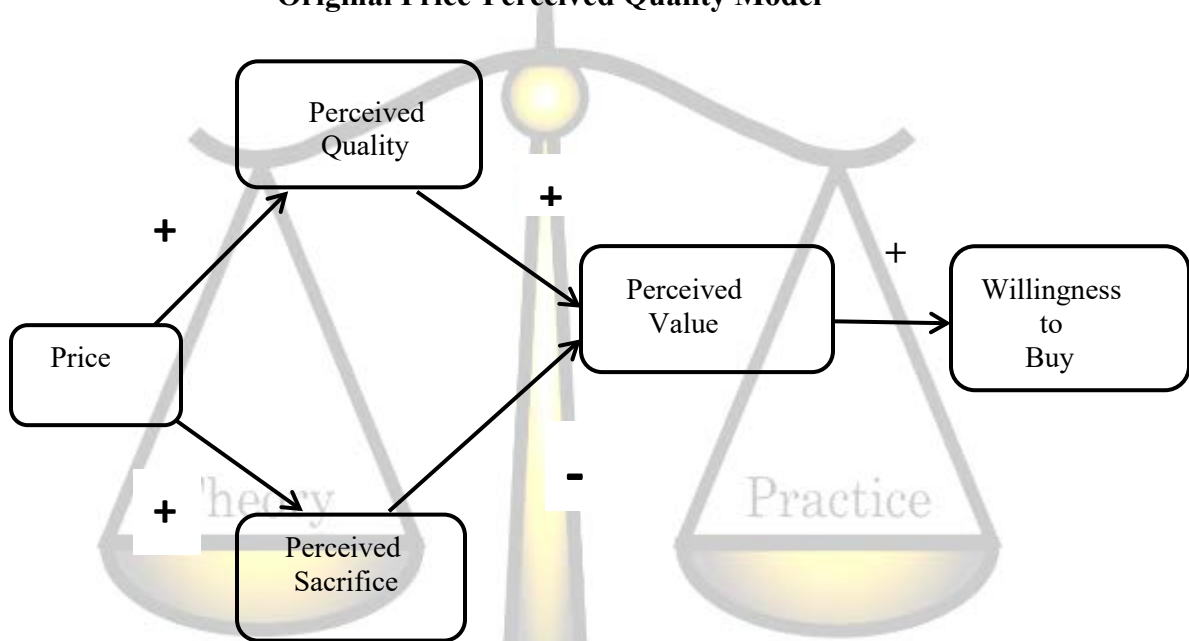 Original Price-Perceived Quality Model
Perceived
Quality
+
+
Perceived
Value
+
Willingness
to
Buy
Price
+
Theory
-
Practice
Perceived
Sacrifice